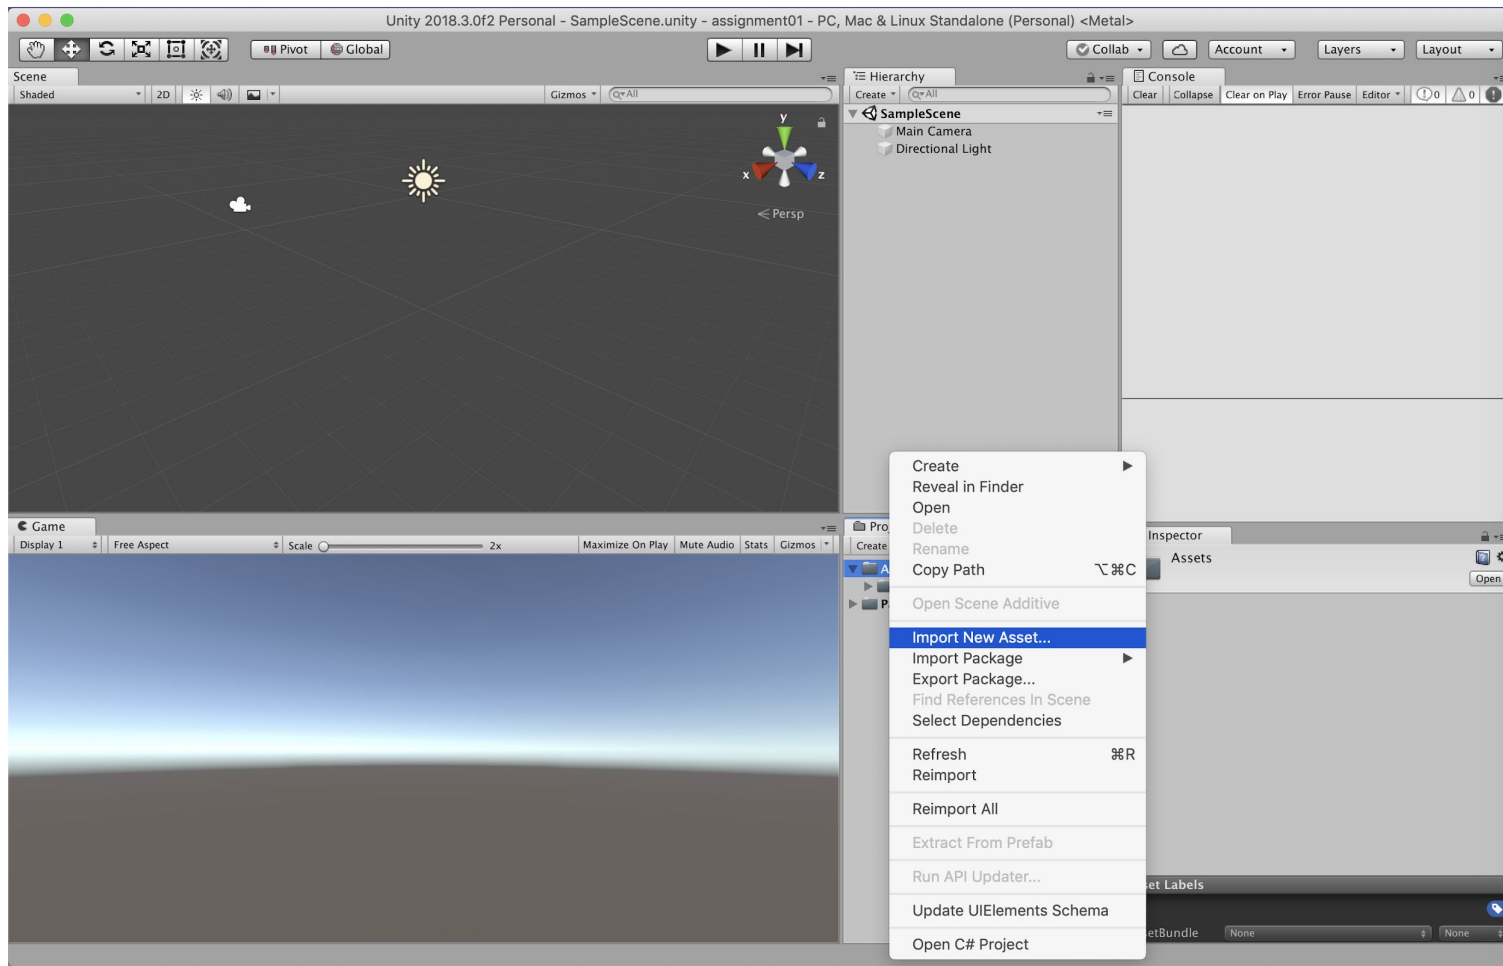 Unity 2018.3.0f2 Personal - SampleScene.unity - assignment01 - PC, Mac & Linux Standalone (Personal) <Metal>
Pivot Global Collab Account Layers Layout
Scene
Shaded 2D Gizmos All
y
x z
Persp
Hierarchy
Create All
SampleScene
Main Camera
Directional Light
Console
Clear Collapse Clear on Play Error Pause Editor 0 0
Game
Display 1 Free Aspect Scale 2x Maximize On Play Mute Audio Stats Gizmos
Create
Create
Reveal in Finder
Open
Delete
Rename
Copy Path ⌥⌘C
Open Scene Additive
Import New Asset...
Import Package
Export Package...
Find References In Scene
Select Dependencies
Refresh ⌘R
Reimport
Reimport All
Extract From Prefab
Run API Updater...
Update UIElements Schema
Open C# Project
Inspector
Assets
Open
Labels
None None